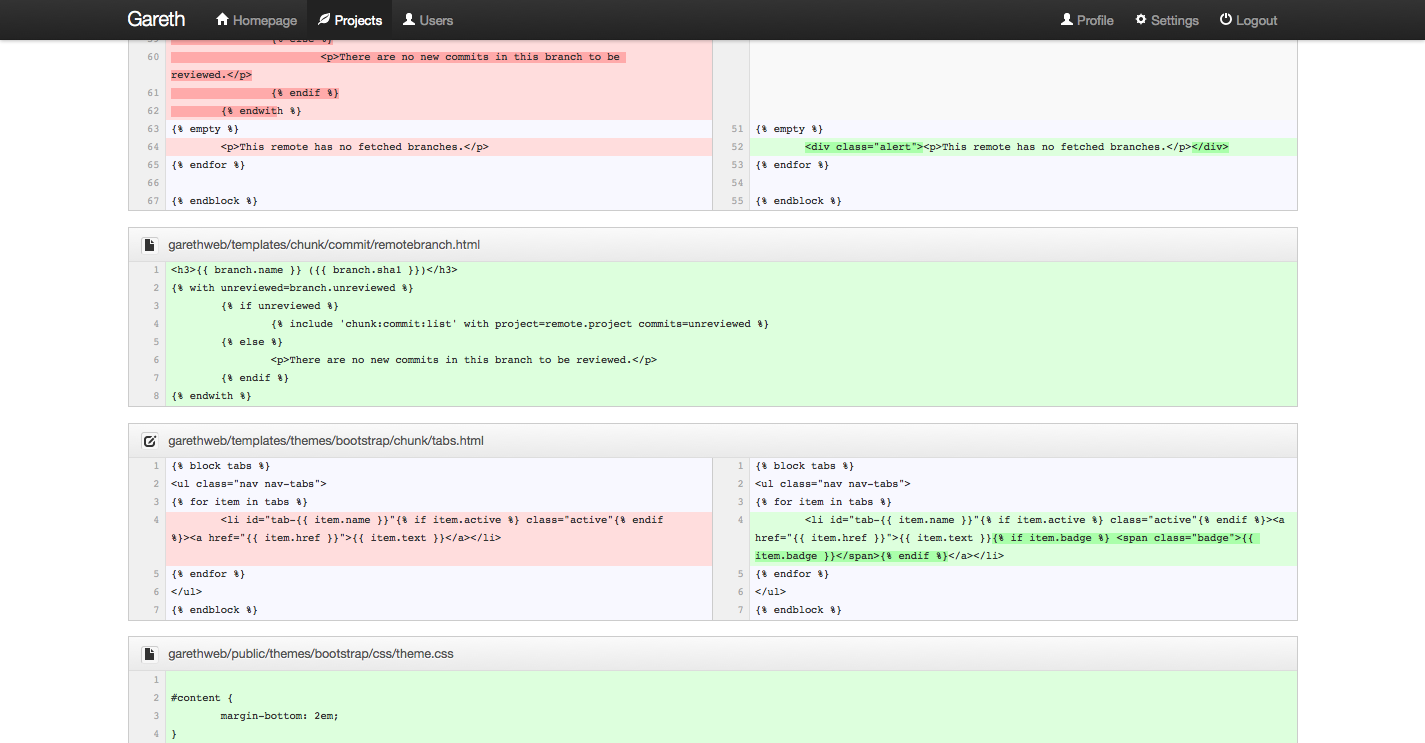 Gareth Homepage Projects Users Profile Settings Logout
59 {% else %}
60 <p>There are no new commits in this branch to be
reviewed.</p>
61 {% endif %}
62 {% endwith %}
63 {% empty %} 51 {% empty %}
64 <p>This remote has no fetched branches.</p> 52 <div class="alert"><p>This remote has no fetched branches.</p></div>
65 {% endfor %} 53 {% endfor %}
66 54
67 {% endblock %} 55 {% endblock %}
garethweb/templates/chunk/commit/remotebranch.html
1 <h3>{{ branch.name }} ({{ branch.sha1 }})</h3>
2 {% with unreviewed=branch.unreviewed %}
3 {% if unreviewed %}
4 {% include 'chunk:commit:list' with project=remote.project commits=unreviewed %}
5 {% else %}
6 <p>There are no new commits in this branch to be reviewed.</p>
7 {% endif %}
8 {% endwith %}
garethweb/templates/themes/bootstrap/chunk/tabs.html
1 {% block tabs %} 1 {% block tabs %}
2 <ul class="nav nav-tabs"> 2 <ul class="nav nav-tabs">
3 {% for item in tabs %} 3 {% for item in tabs %}
4 <li id="tab-{{ item.name }}"{% if item.active %} class="active"{% endif 4 <li id="tab-{{ item.name }}"{% if item.active %} class="active"{% endif %}><a
%}><a href="{{ item.href }}">{{ item.text }}</a></li> href="{{ item.href }}">{{ item.text }}{% if item.badge %} <span class="badge">{{
item.badge }}</span>{% endif %}</a></li>
5 {% endfor %} 5 {% endfor %}
6 </ul> 6 </ul>
7 {% endblock %} 7 {% endblock %}
garethweb/public/themes/bootstrap/css/theme.css
1
2 #content {
3 margin-bottom: 2em;
4 }